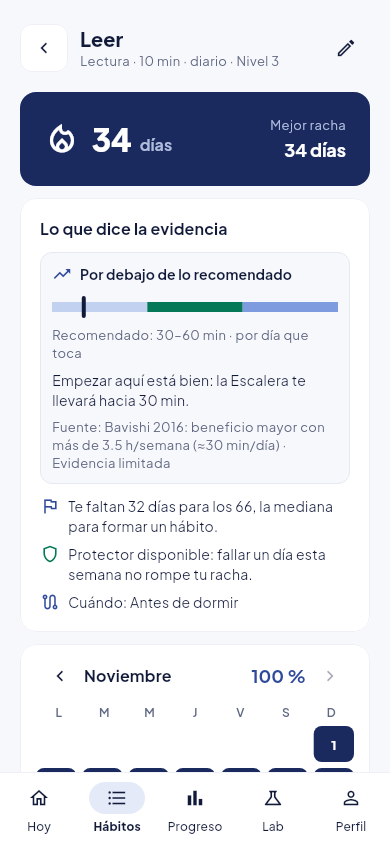 Leer
Lectura · 10 min · diario · Nivel 3
34 días
Mejor racha
34 días
Lo que dice la evidencia
Por debajo de lo recomendado
Recomendado: 30–60 min · por día que
toca
Empezar aquí está bien: la Escalera te
llevará hacia 30 min.
Fuente: Bavishi 2016: beneficio mayor con
más de 3.5 h/semana (≈30 min/día) ·
Evidencia limitada
Te faltan 32 días para los 66, la mediana
para formar un hábito.
Protector disponible: fallar un día esta
semana no rompe tu racha.
Cuándo: Antes de dormir
Noviembre 100 %
L M M J V S D
1
Hoy Hábitos Progreso Lab Perfil